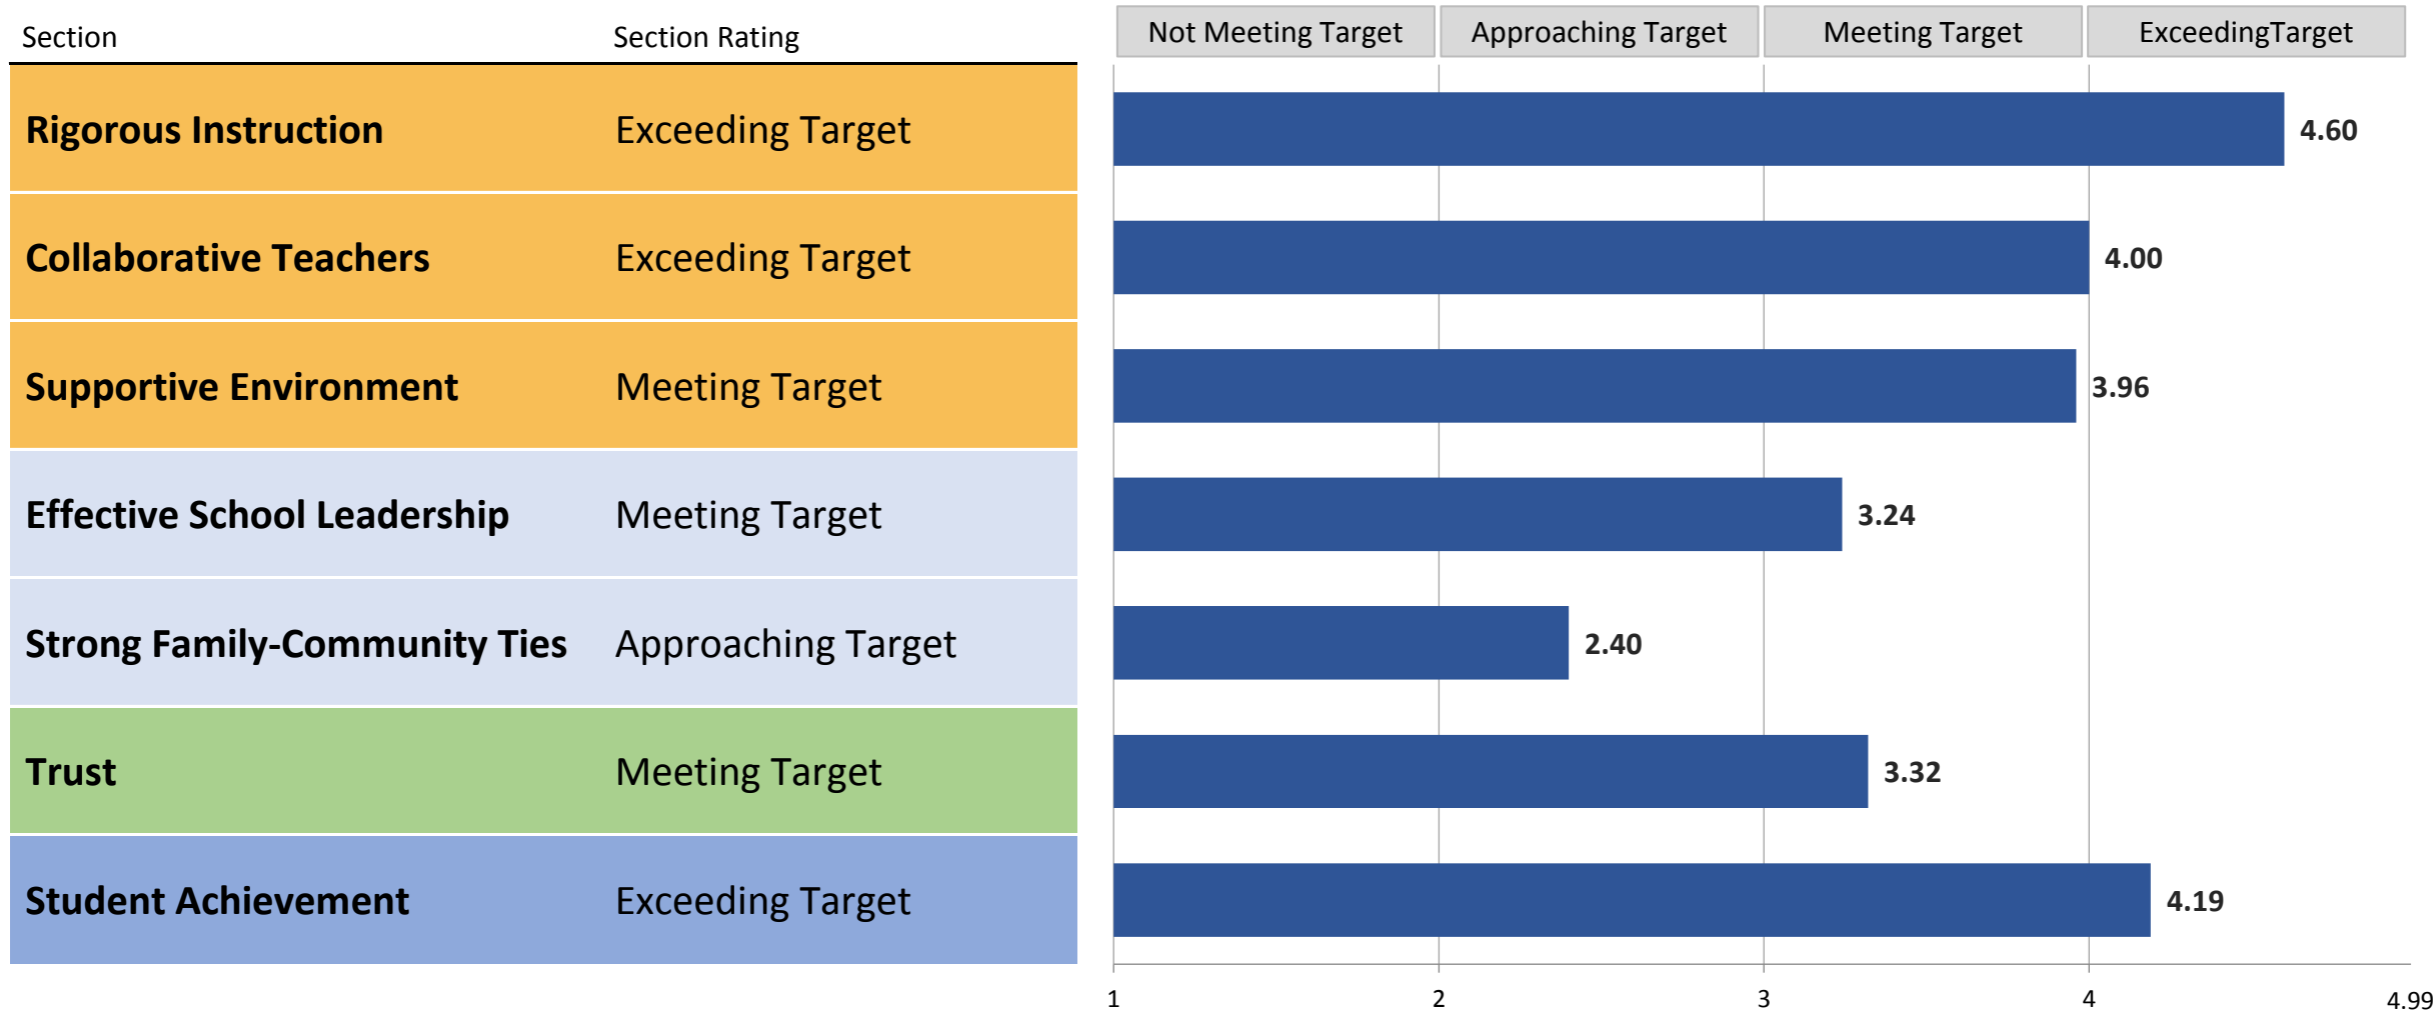 Section Section Rating Not Meeting Target Approaching Target Meeting Target ExceedingTarget
Rigorous Instruction Exceeding Target 4.60
Collaborative Teachers Exceeding Target 4.00
Supportive Environment Meeting Target 3.96
Effective School Leadership Meeting Target 3.24
Strong Family-Community Ties Approaching Target 2.40
Trust Meeting Target 3.32
Student Achievement Exceeding Target 4.19
1 2 3 4 4.99